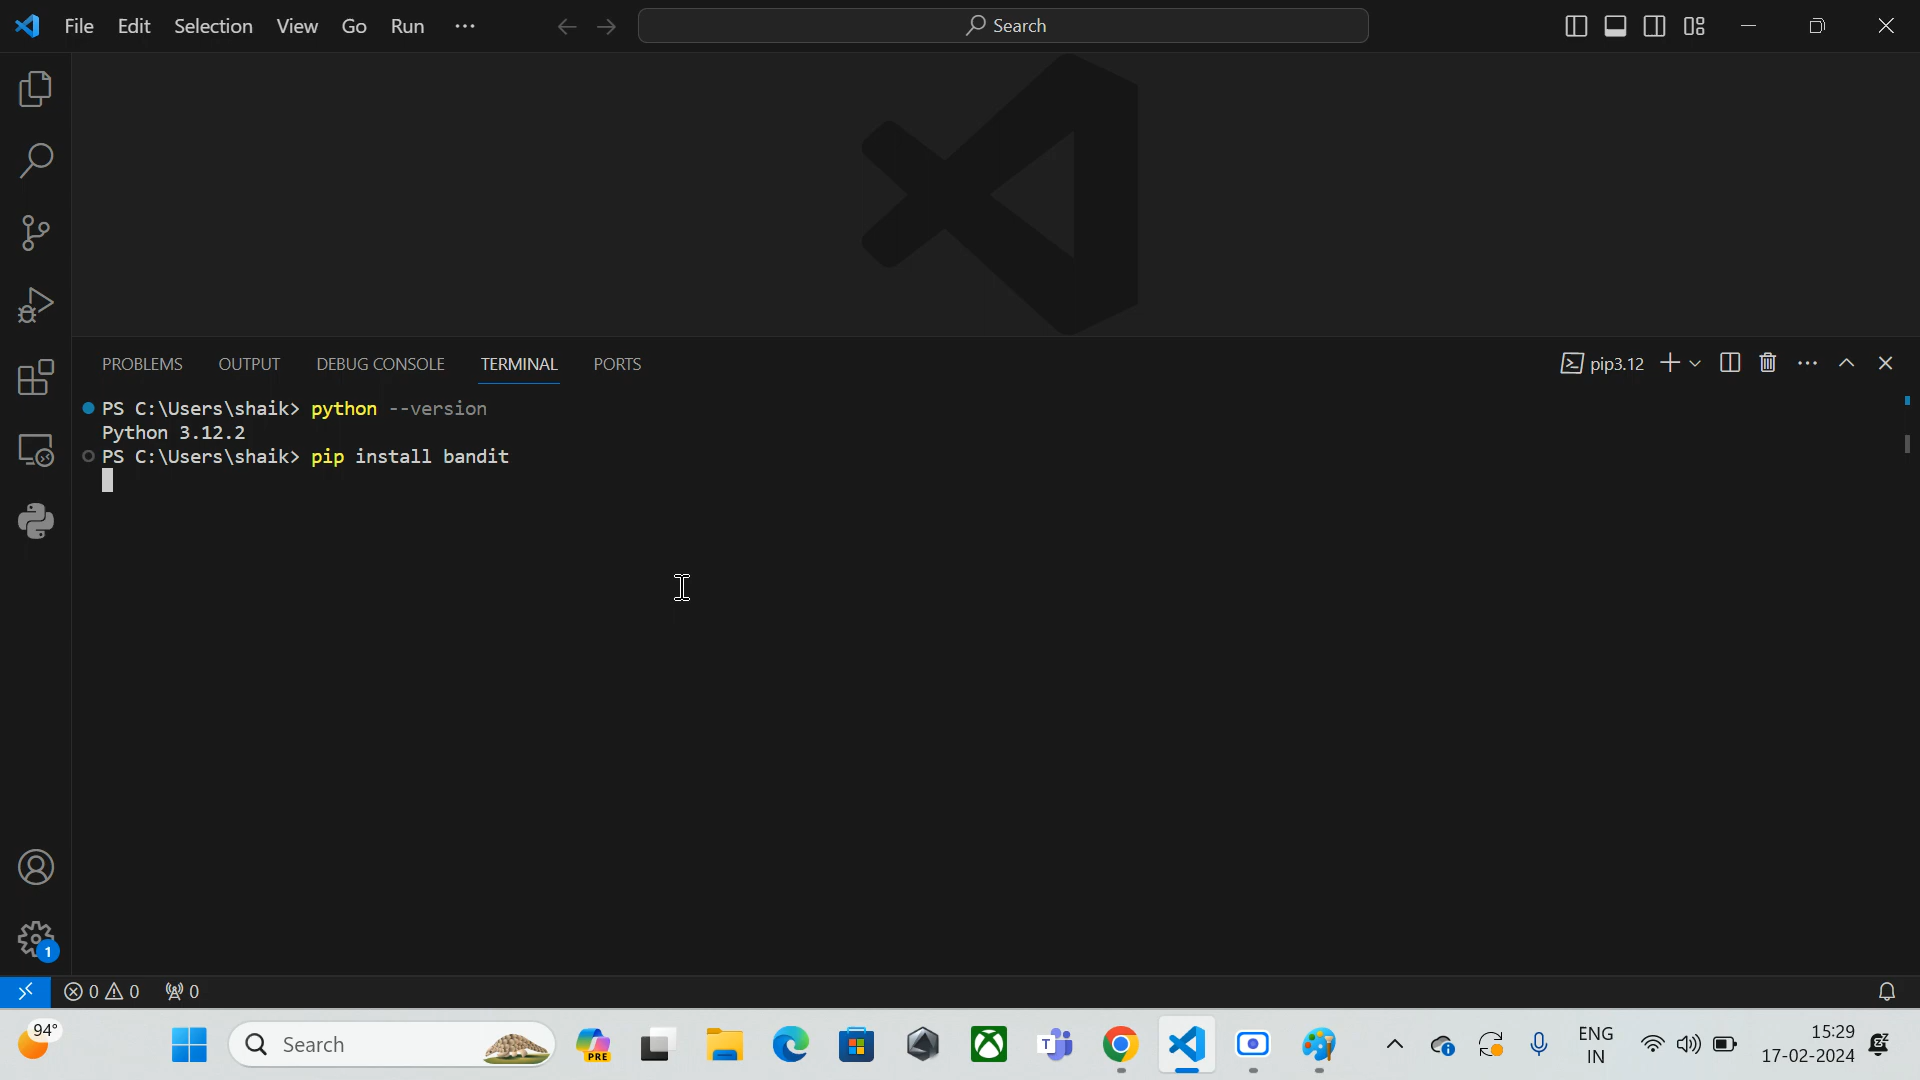 File Edit Selection View Go Run ··· Search
PROBLEMS OUTPUT DEBUG CONSOLE TERMINAL PORTS pip3.12
PS C:\Users\shaik> python --version
Python 3.12.2
PS C:\Users\shaik> pip install bandit
1
0 0 0
94°
Search
PRE
T
ENG
IN
15:29
17-02-2024